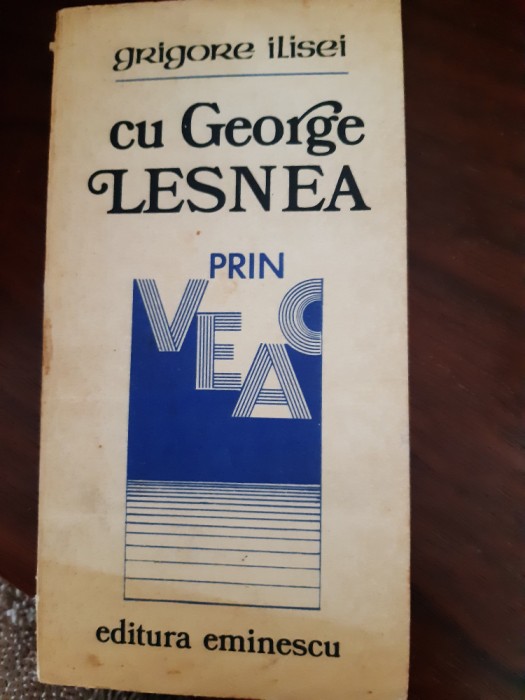 grigore ilisei
cu George
LESNEA
PRIN
VEAC
editura eminescu